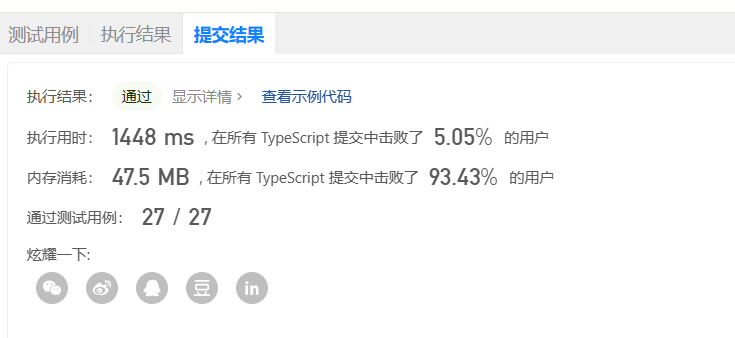 测试用例 执行结果 提交结果
执行结果： 通过 显示详情 > 查看示例代码
执行用时： 1448 ms , 在所有 TypeScript 提交中击败了 5.05% 的用户
内存消耗： 47.5 MB , 在所有 TypeScript 提交中击败了 93.43% 的用户
通过测试用例： 27 / 27
炫耀一下:
豆 in